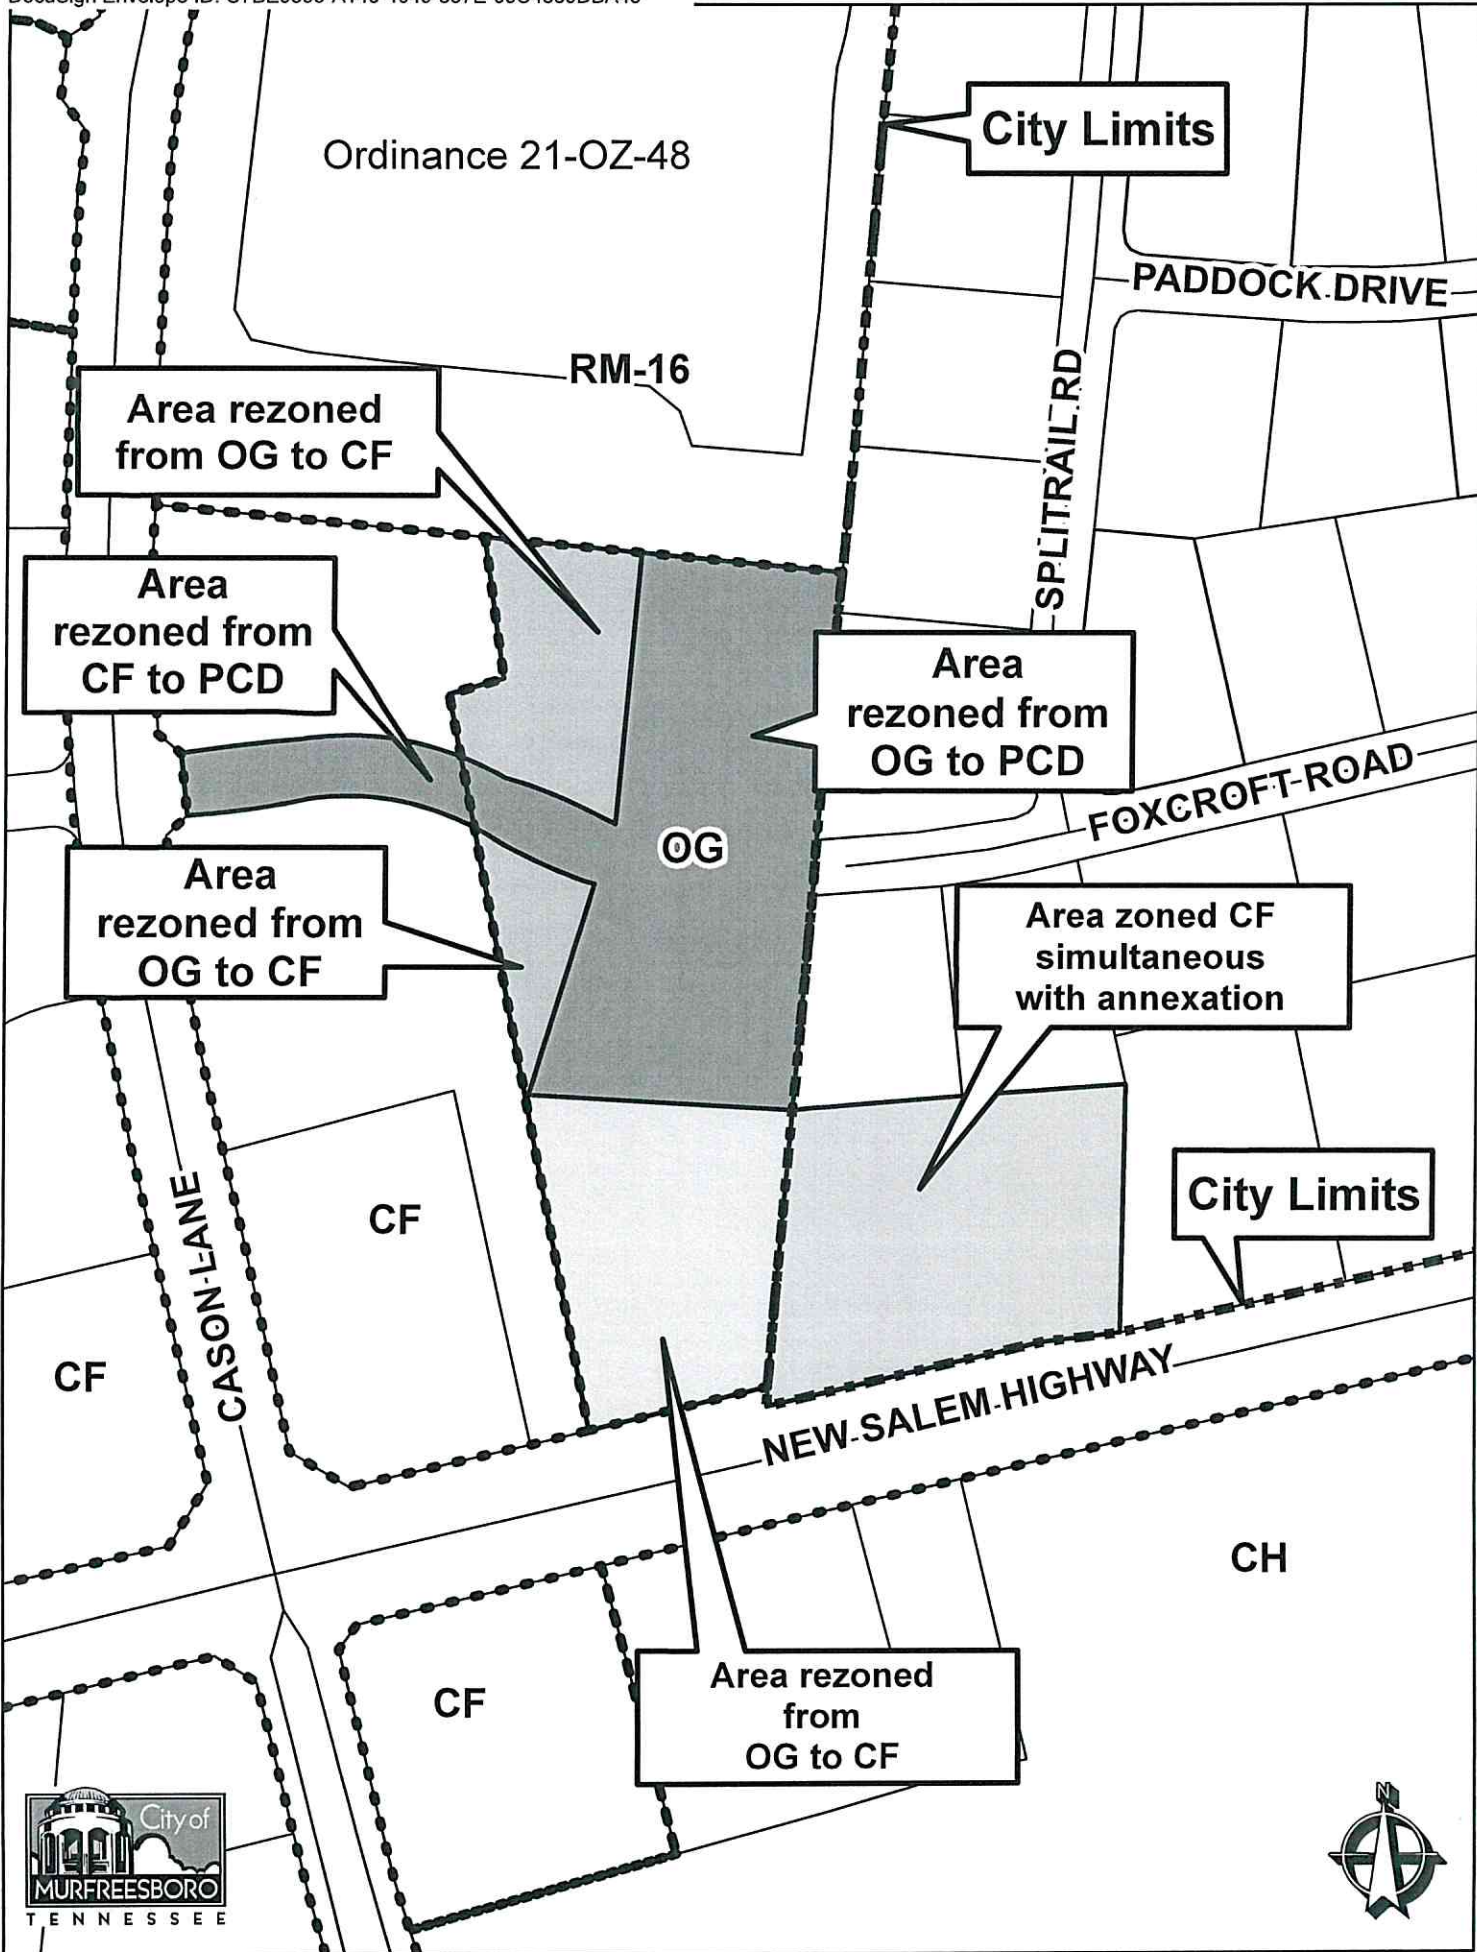 Ordinance 21-OZ-48
City Limits
PADDOCK DRIVE
RM-16
SPLITRAIL RD
Area rezoned
from OG to CF
Area
rezoned from
CF to PCD
Area
rezoned from
OG to PCD
FOXCROFT ROAD
OG
Area
rezoned from
OG to CF
Area zoned CF
simultaneous
with annexation
City Limits
CASON LANE
CF
CF
NEW SALEM HIGHWAY
CH
Area rezoned
from
OG to CF
CF
City of
MURFREESBORO
TENNESSEE
N